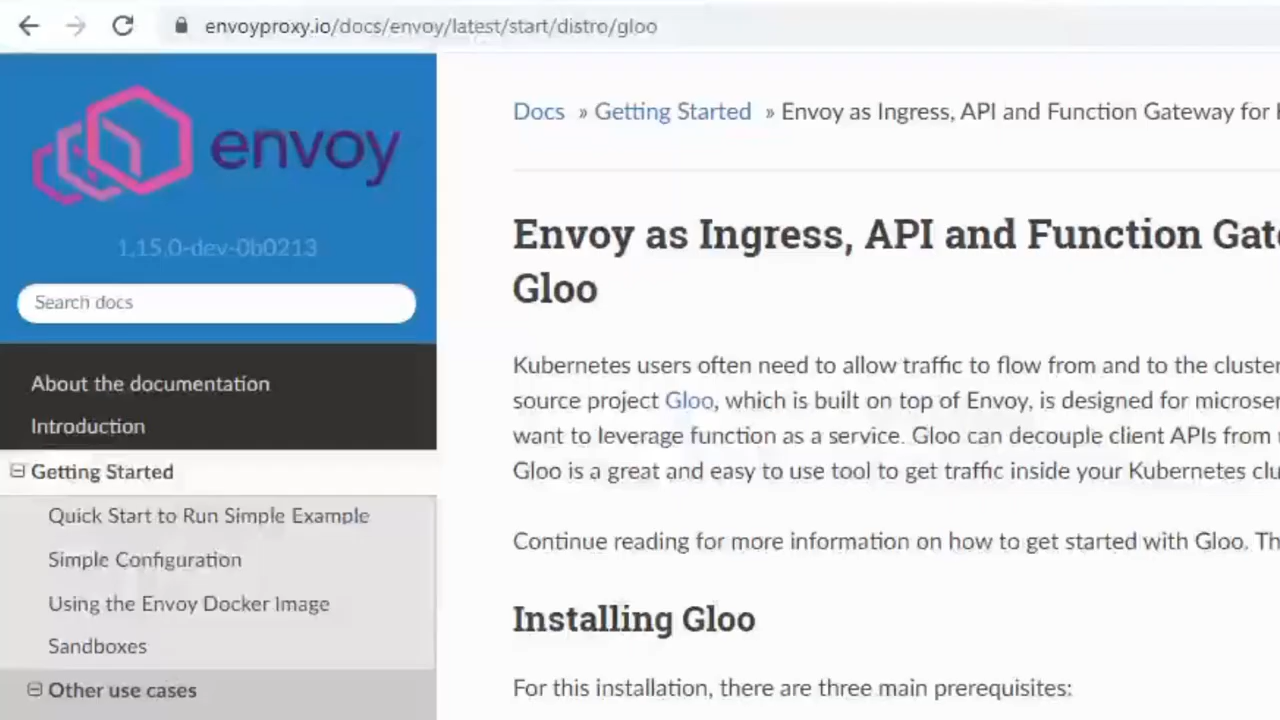 envoyproxy.io/docs/envoy/latest/start/distro/gloo
envoy
1.15.0-dev-0b0213
Search docs
About the documentation
Introduction
Getting Started
Quick Start to Run Simple Example
Simple Configuration
Using the Envoy Docker Image
Sandboxes
Other use cases
Docs » Getting Started » Envoy as Ingress, API and Function Gateway for
Envoy as Ingress, API and Function
Gloo
Kubernetes users often need to allow traffic to flow from and to the cluster
source project Gloo, which is built on top of Envoy, is designed for
want to leverage function as a service. Gloo can decouple client APIs from
Gloo is a great and easy to use tool to get traffic inside your Kubernetes
Continue reading for more information on how to get started with Gloo.
Installing Gloo
For this installation, there are three main prerequisites: